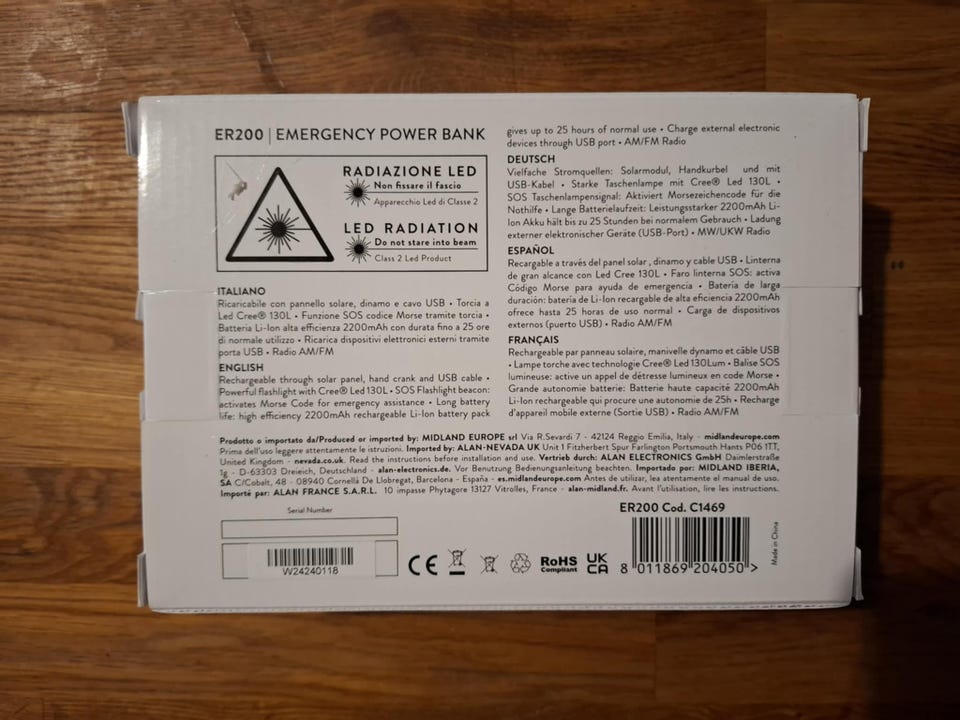 ER200 | EMERGENCY POWER BANK
RADIAZIONE LED
Non fissare il fascio
Apparecchio Led di Classe 2
LED RADIATION
Do not stare into beam
Class 2 Led Product
ITALIANO
Ricaricabile con pannello solare, dinamo e cavo USB • Torcia a
Led Cree® 130L • Funzione SOS codice Morse tramite torcia •
Batteria Li-Ion alta efficienza 2200mAh con durata fino a 25 ore
di normale utilizzo • Ricarica dispositivi elettronici esterni tramite
porta USB • Radio AM/FM
ENGLISH
Rechargeable through solar panel, hand crank and USB cable •
Powerful flashlight with Cree® Led 130L • SOS Flashlight beacon:
activates Morse Code for emergency assistance • Long battery
life: high efficiency 2200mAh rechargeable Li-Ion battery pack
gives up to 25 hours of normal use • Charge external electronic
devices through USB port • AM/FM Radio
DEUTSCH
Vielfache Stromquellen: Solarmodul, Handkurbel und mit
USB-Kabel • Starke Taschenlampe mit Cree® Led 130L •
SOS Taschenlampensignal: Aktiviert Morsezeichencode für die
Nothilfe • Lange Batterielaufzeit: Leistungsstarker 2200mAh Li-
Ion Akku hält bis zu 25 Stunden bei normalem Gebrauch • Ladung
externer elektronischer Geräte (USB-Port) • MW/UKW Radio
ESPAÑOL
Recargable a través del panel solar , dinamo y cable USB • Linterna
de gran alcance con Led Cree 130L • Faro linterna SOS: activa
Código Morse para ayuda de emergencia • Bateria de larga
duración: batería de Li-Ion recargable de alta eficiencia 2200mAh
ofrece hasta 25 horas de uso normal • Carga de dispositivos
externos (puerto USB) • Radio AM/FM
FRANÇAIS
Rechargeable par panneau solaire, manivelle dynamo et câble USB
• Lampe torche avec technologie Cree® Led 130Lum • Balise SOS
lumineuse: active un appel de détresse lumineux en code Morse •
Grande autonomie batterie: Batterie haute capacité 2200mAh
Li-Ion rechargeable qui procure une autonomie de 25h • Recharge
d'appareil mobile externe (Sortie USB) • Radio AM/FM
Prodotto o importato da/Produced or imported by: MIDLAND EUROPE srl Via R.Sevardi 7 - 42124 Reggio Emilia, Italy - midlandeurope.com
Prima dell'uso leggere attentamente le istruzioni. Imported by: ALAN-NEVADA UK Unit 1 Fitzherbert Spur Farlington Portsmouth Hants P06 1TT,
United Kingdom - nevada.co.uk. Read the instructions before installation and use. Vertrieb durch: ALAN ELECTRONICS GmbH Daimlerstraße
1g - D-63303 Dreieich, Deutschland - alan-electronics.de. Vor Benutzung Bedienungsanleitung beachten. Importado por: MIDLAND IBERIA,
SA C/Cobalt, 48 - 08940 Cornellà De Llobregat, Barcelona - España - es.midlandeurope.com Antes de utilizar, lea atentamente el manual de uso.
Importé par: ALAN FRANCE S.A.R.L. 10 impasse Phytagore 13127 Vitrolles, France - alan-midland.fr. Avant l'utilisation, lire les instructions.
Serial Number
W24240118
CE
RoHS
Compliant
UK
CA
ER200 Cod. C1469
8 011869 204050 >
Made in China